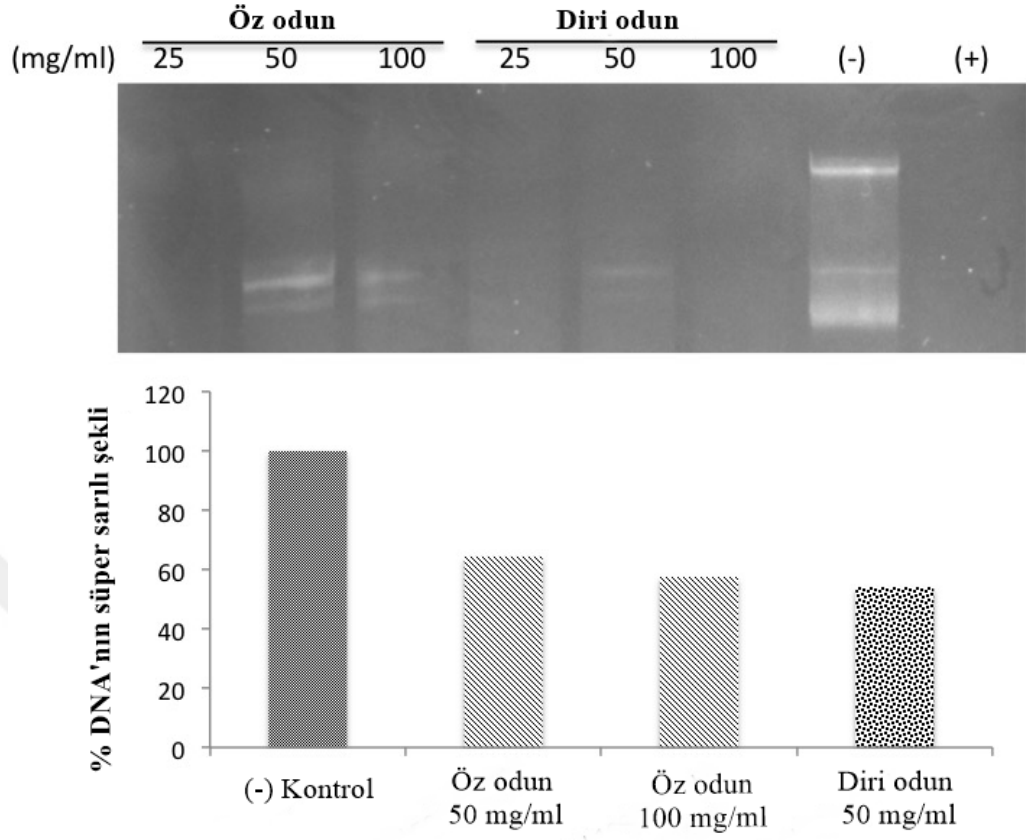 Öz odun Diri odun
(mg/ml) 25 50 100 25 50 100 (-) (+)
% DNA'nın süper sarılı şekli
120
100
80
60
40
20
0
(-) Kontrol Öz odun Öz odun Diri odun
50 mg/ml 100 mg/ml 50 mg/ml